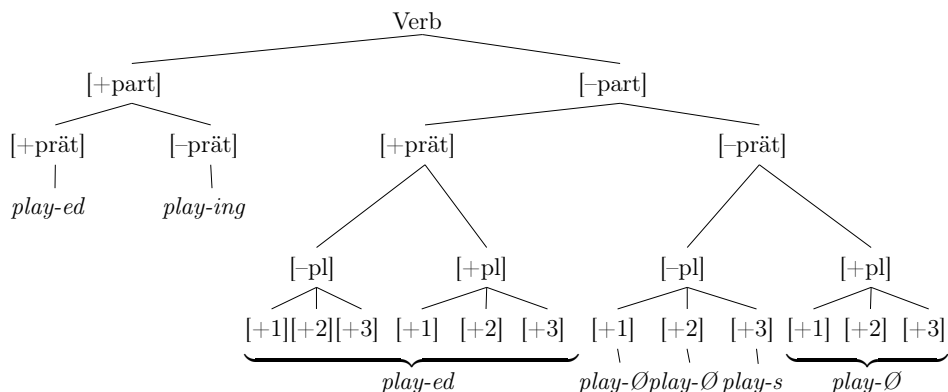 Verb
[+part] [–part]
[+prät] [–prät] [+prät] [–prät]
play-ed play-ing
[–pl] [+pl] [–pl] [+pl]
[+1][+2][+3] [+1] [+2] [+3] [+1] [+2] [+3] [+1] [+2] [+3]
play-ed play-Ø play-Ø play-s play-Ø